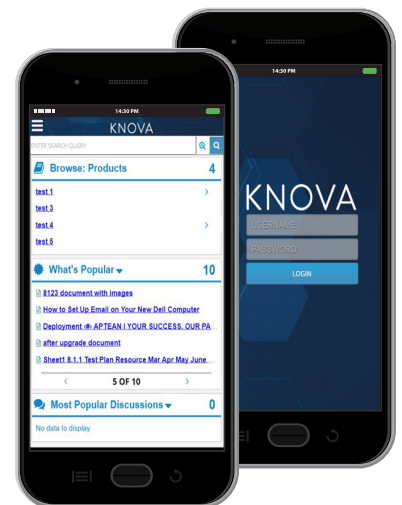 14:30 PM
KNOVA
ENTER SEARCH QUERY
Browse: Products 4
test 1
test 3
test 4
test 5
What's Popular 10
8123 document with images
How to Set Up Email on Your New Dell Computer
Deployment (#) APTEAN I YOUR SUCCESS, OUR PA...
after upgrade document
Sheet1 8.1.1 Test Plan Resource Mar Apr May June ...
< 5 OF 10 >
Most Popular Discussions 0
No data to display.
14:30 PM
KNOVA
USERNAME
PASSWORD
LOGIN